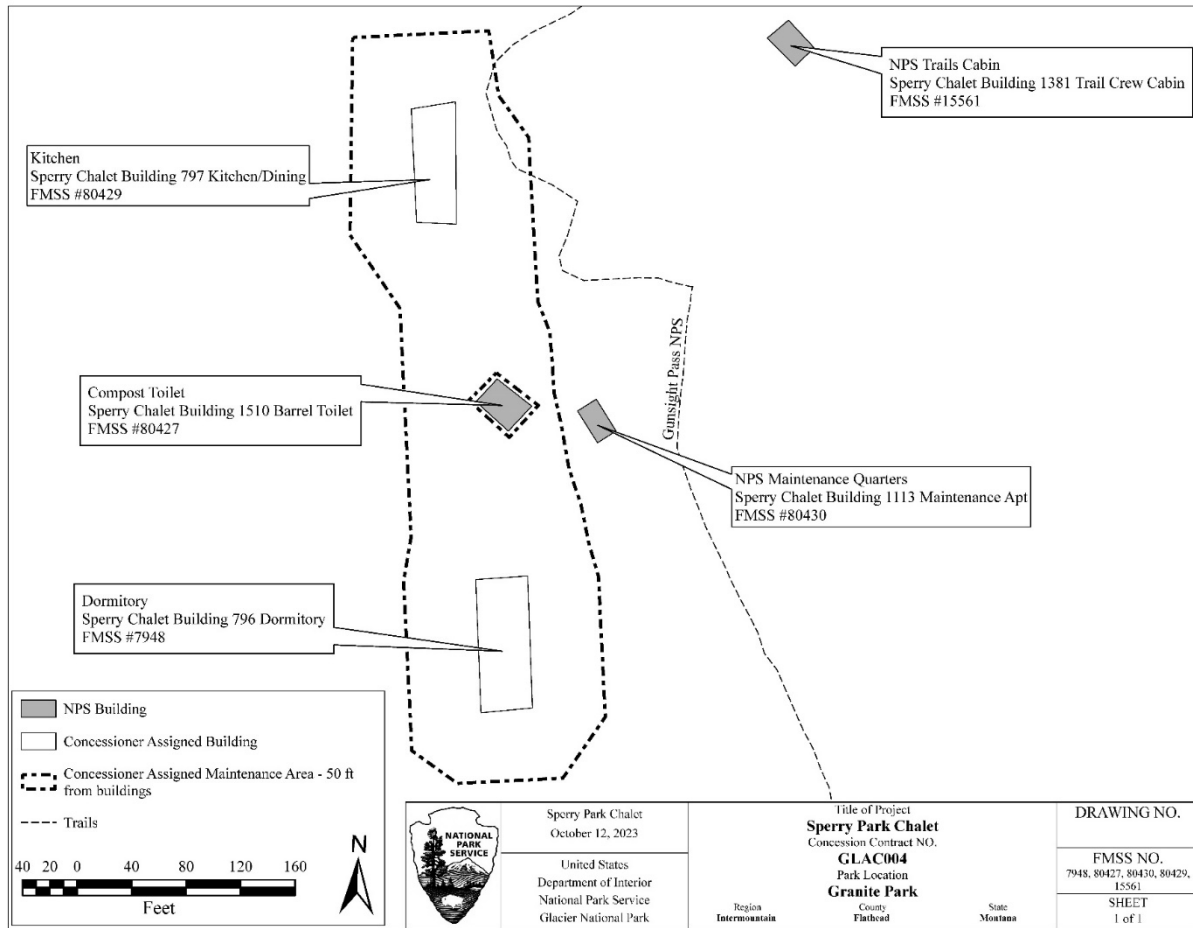 NPS Trails Cabin
Sperry Chalet Building 1381 Trail Crew Cabin
FMSS #15561
Kitchen
Sperry Chalet Building 797 Kitchen/Dining
FMSS #80429
Gunsight Pass NPS
Compost Toilet
Sperry Chalet Building 1510 Barrel Toilet
FMSS #80427
NPS Maintenance Quarters
Sperry Chalet Building 1113 Maintenance Apt
FMSS #80430
Dormitory
Sperry Chalet Building 796 Dormitory
FMSS #7948
NPS Building
Concessioner Assigned Building
Concessioner Assigned Maintenance Area - 50 ft
from buildings
Trails
N
40 20 0 40 80 120 160
Feet
NATIONAL
PARK
SERVICE
Sperry Park Chalet
October 12, 2023
United States
Department of Interior
National Park Service
Glacier National Park
Title of Project
Sperry Park Chalet
Concession Contract NO.
GLAC004
Park Location
Granite Park
Region
Intermountain
County
Flathead
State
Montana
DRAWING NO.
FMSS NO.
7948, 80427, 80430, 80429,
15561
SHEET
1 of 1